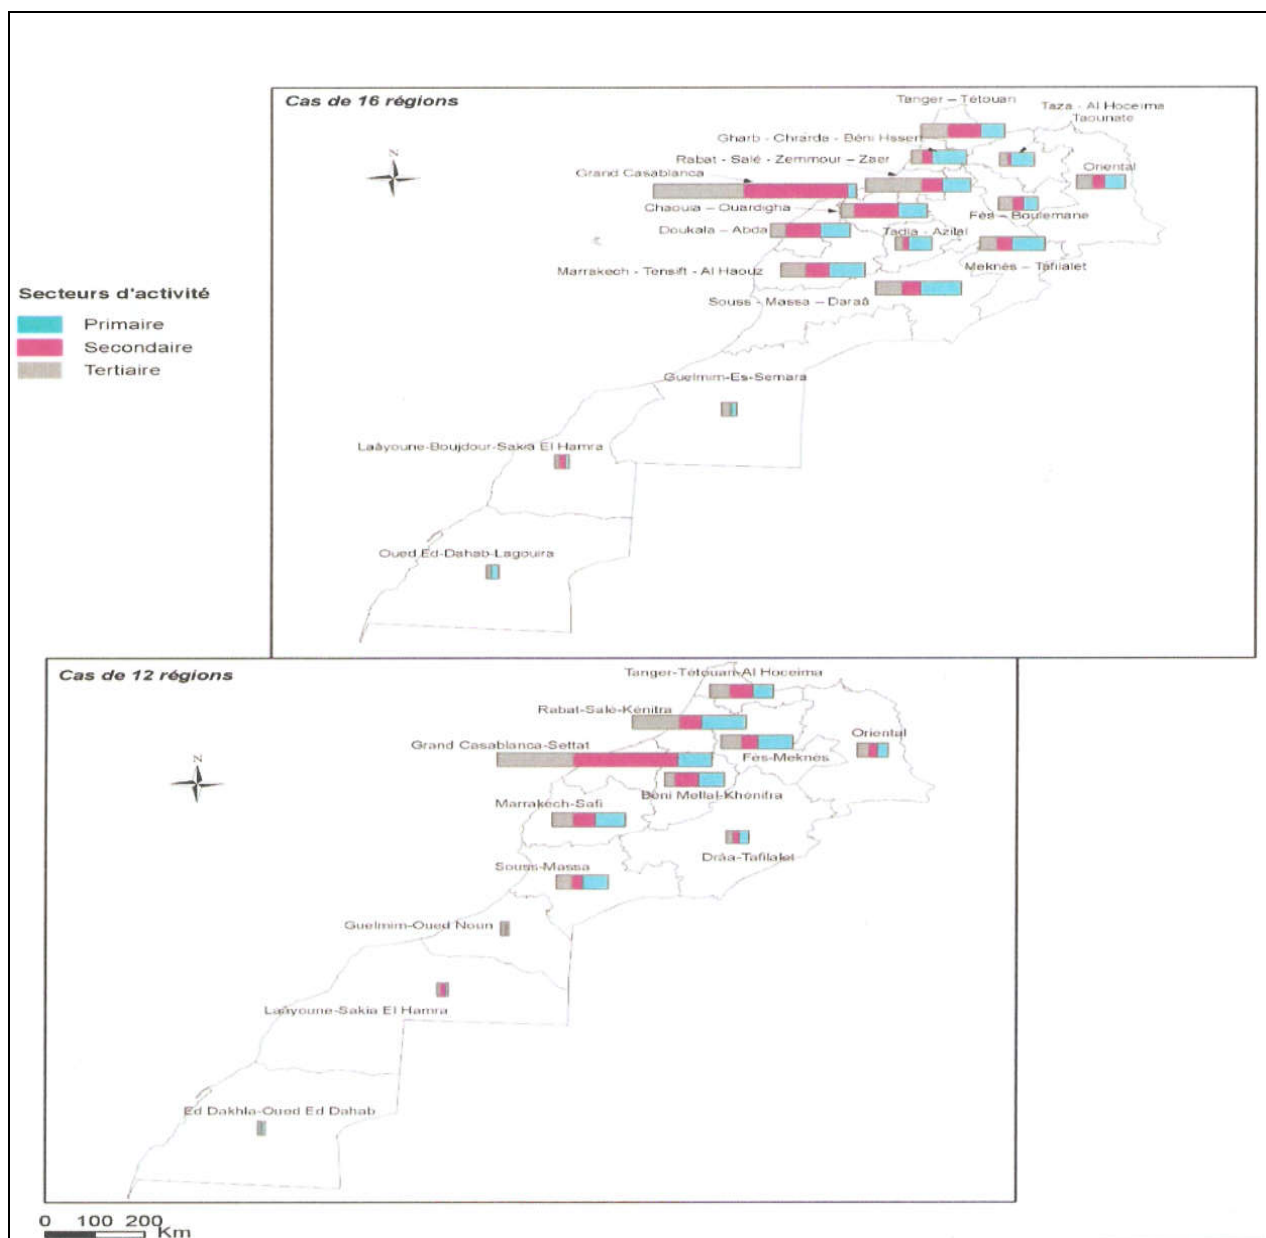 Cas de 16 régions
Tanger – Tétouan
Taza - Al Hoceima
Taounate
Gharb - Chrarda - Béni Hssen
Rabat - Salé - Zemmour – Zaer
Oriental
Grand Casablanca
Chaouia – Ouardigha
Fès – Boulemane
Doukala – Abda
Tadla - Azilal
Marrakech - Tensift - Al Haouz
Meknès – Tafilalet
Souss - Massa – Daraâ
Secteurs d'activité
Primaire
Secondaire
Tertiaire
Guelmim-Es-Semara
Laâyoune-Boujdour-Sakia El Hamra
Oued Ed-Dahab-Lagouira
Cas de 12 régions
Tanger-Tétouan-Al Hoceima
Rabat-Salé-Kénitra
Oriental
Grand Casablanca-Settat
Fès-Meknès
Béni Mellal-Khénifra
Marrakech-Safi
Drâa-Tafilalet
Souss-Massa
Guelmim-Oued Noun
Laâyoune-Sakia El Hamra
Ed Dakhla-Oued Ed Dahab
N
N
0 100 200
Km